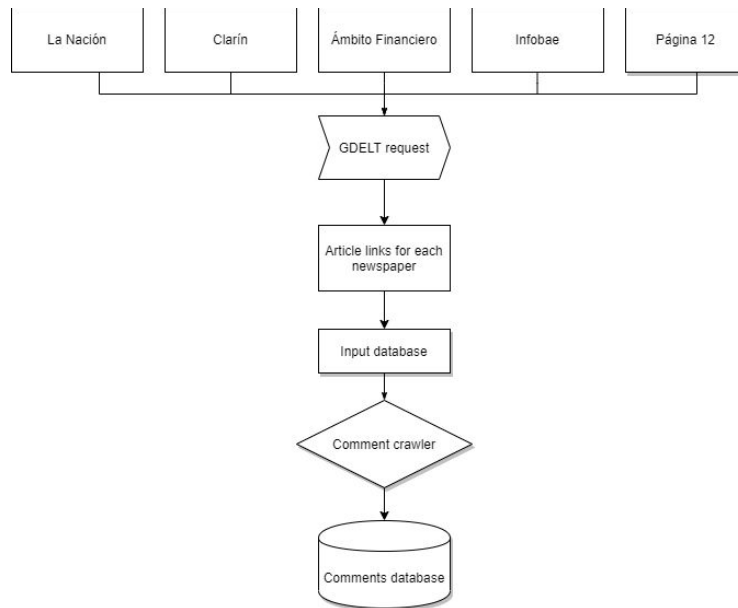 La Nación
Clarín
Ámbito Financiero
Infobae
Página 12
GDELT request
Article links for each
newspaper
Input database
Comment crawler
Comments database